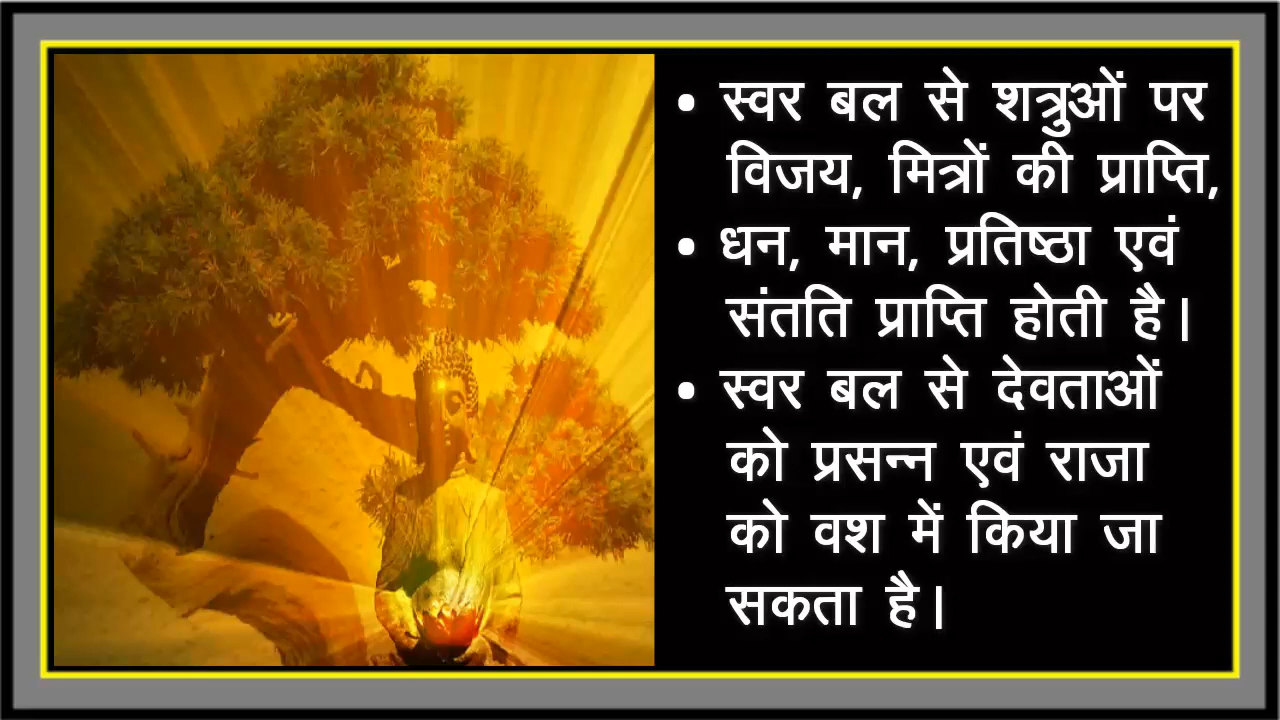 • स्वर बल से शत्रुओं पर
विजय, मित्रों की प्राप्ति,
• धन, मान, प्रतिष्ठा एवं
संतति प्राप्ति होती है।
• स्वर बल से देवताओं
को प्रसन्न एवं राजा
को वश में किया जा
सकता है।